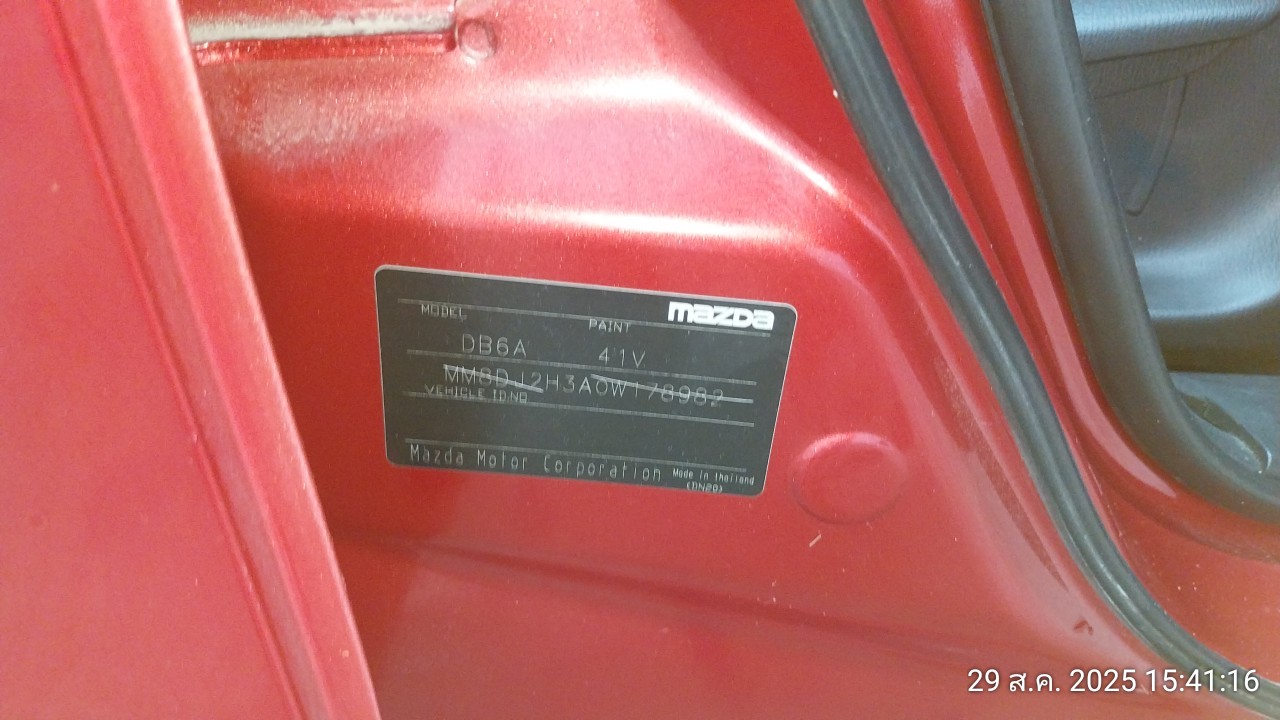 mazda
MODEL PAINT
DB6A 41V
MM8DJ2H3A0W178982
VEHICLE ID.NO.
Mazda Motor Corporation Made in Thailand
(DN20)
29 ส.ค. 2025 15:41:16